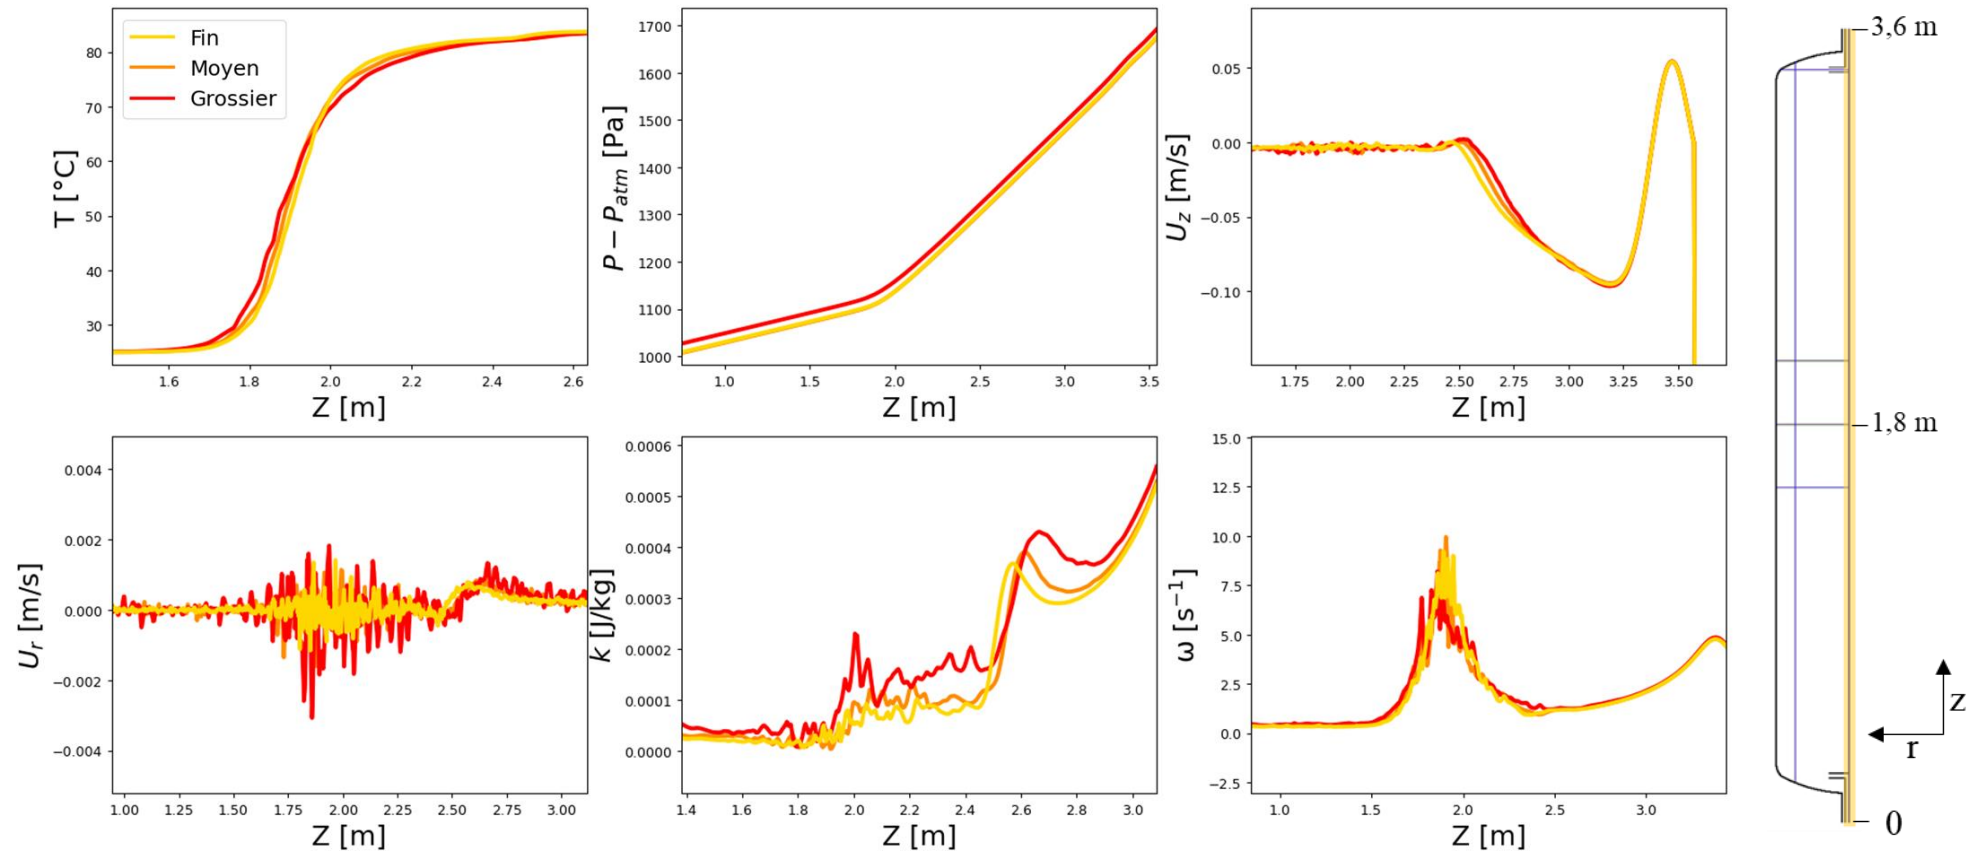 Fin
Moyen
Grossier
T [°C]
80
70
60
50
40
30
1.6 1.8 2.0 2.2 2.4 2.6
Z [m]
P − Patm [Pa]
1700
1600
1500
1400
1300
1200
1100
1000
1.0 1.5 2.0 2.5 3.0 3.5
Z [m]
Uz [m/s]
0.05
0.00
−0.05
−0.10
1.75 2.00 2.25 2.50 2.75 3.00 3.25 3.50
Z [m]
3,6 m
1,8 m
0
z
r
Ur [m/s]
0.004
0.002
0.000
−0.002
−0.004
1.00 1.25 1.50 1.75 2.00 2.25 2.50 2.75 3.00
Z [m]
k [J/kg]
0.0006
0.0005
0.0004
0.0003
0.0002
0.0001
0.0000
1.4 1.6 1.8 2.0 2.2 2.4 2.6 2.8 3.0
Z [m]
ω [s−1]
15.0
12.5
10.0
7.5
5.0
2.5
0.0
−2.5
1.0 1.5 2.0 2.5 3.0
Z [m]